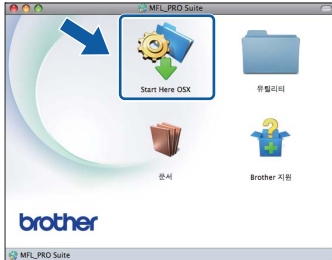 MFL_PRO Suite
Start Here OSX
유틸리티
문서
Brother 지원
brother
MFL_PRO Suite